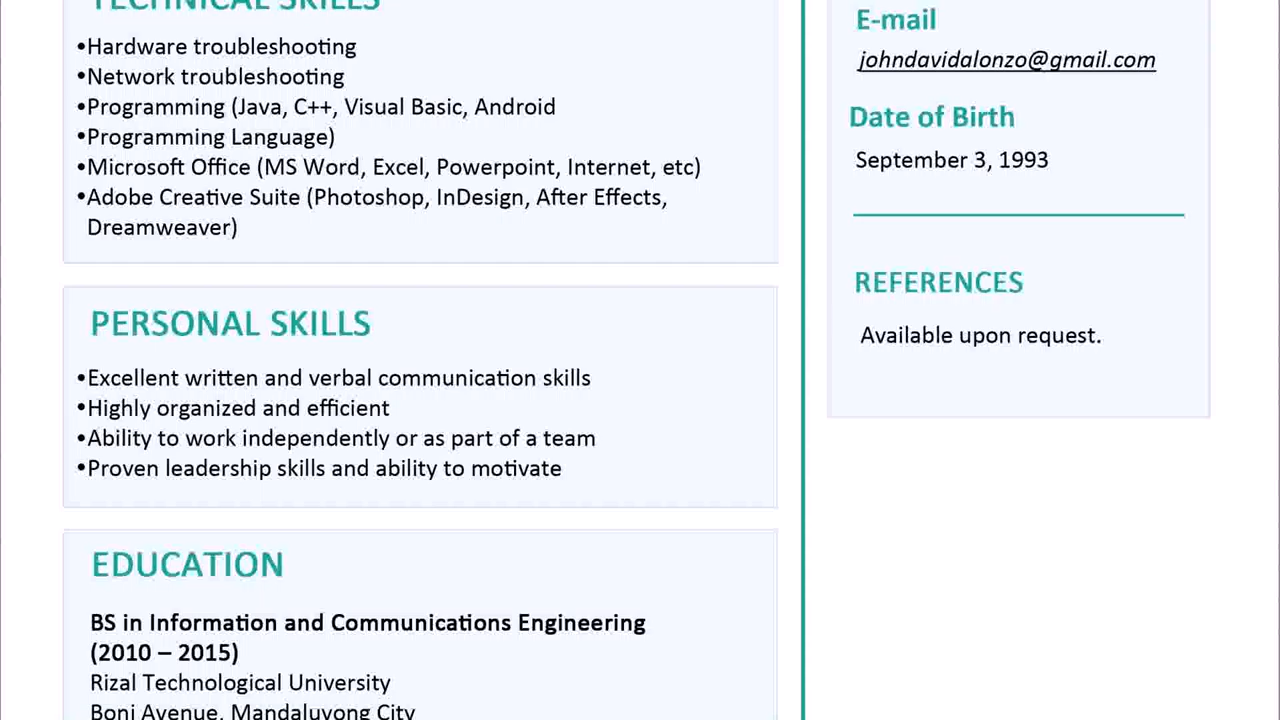 TECHNICAL SKILLS
•Hardware troubleshooting
•Network troubleshooting
•Programming (Java, C++, Visual Basic, Android
•Programming Language)
•Microsoft Office (MS Word, Excel, Powerpoint, Internet, etc)
•Adobe Creative Suite (Photoshop, InDesign, After Effects,
Dreamweaver)
PERSONAL SKILLS
•Excellent written and verbal communication skills
•Highly organized and efficient
•Ability to work independently or as part of a team
•Proven leadership skills and ability to motivate
EDUCATION
BS in Information and Communications Engineering
(2010 – 2015)
Rizal Technological University
Boni Avenue, Mandaluyong City
E-mail
johndavidalonzo@gmail.com
Date of Birth
September 3, 1993
REFERENCES
Available upon request.